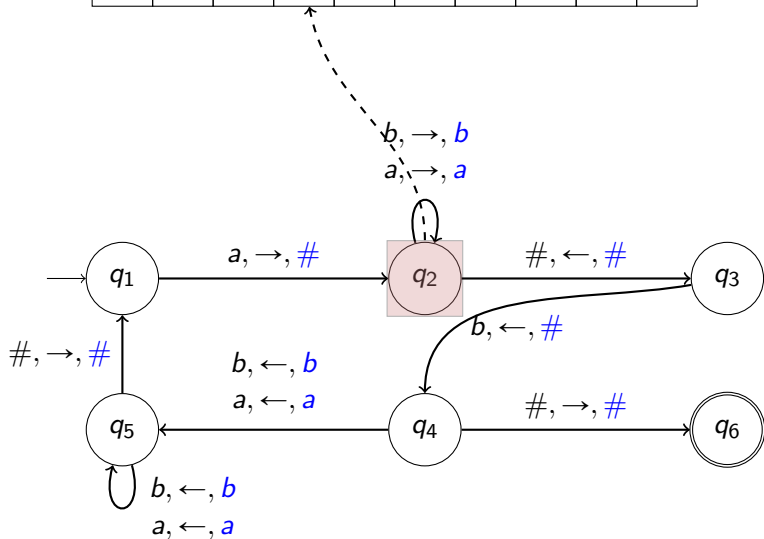 b, →, b
a, →, a
a, →, #
#, ←, #
q1
q2
q3
b, ←, #
#, →, #
b, ←, b
a, ←, a
#, →, #
q5
q4
q6
b, ←, b
a, ←, a